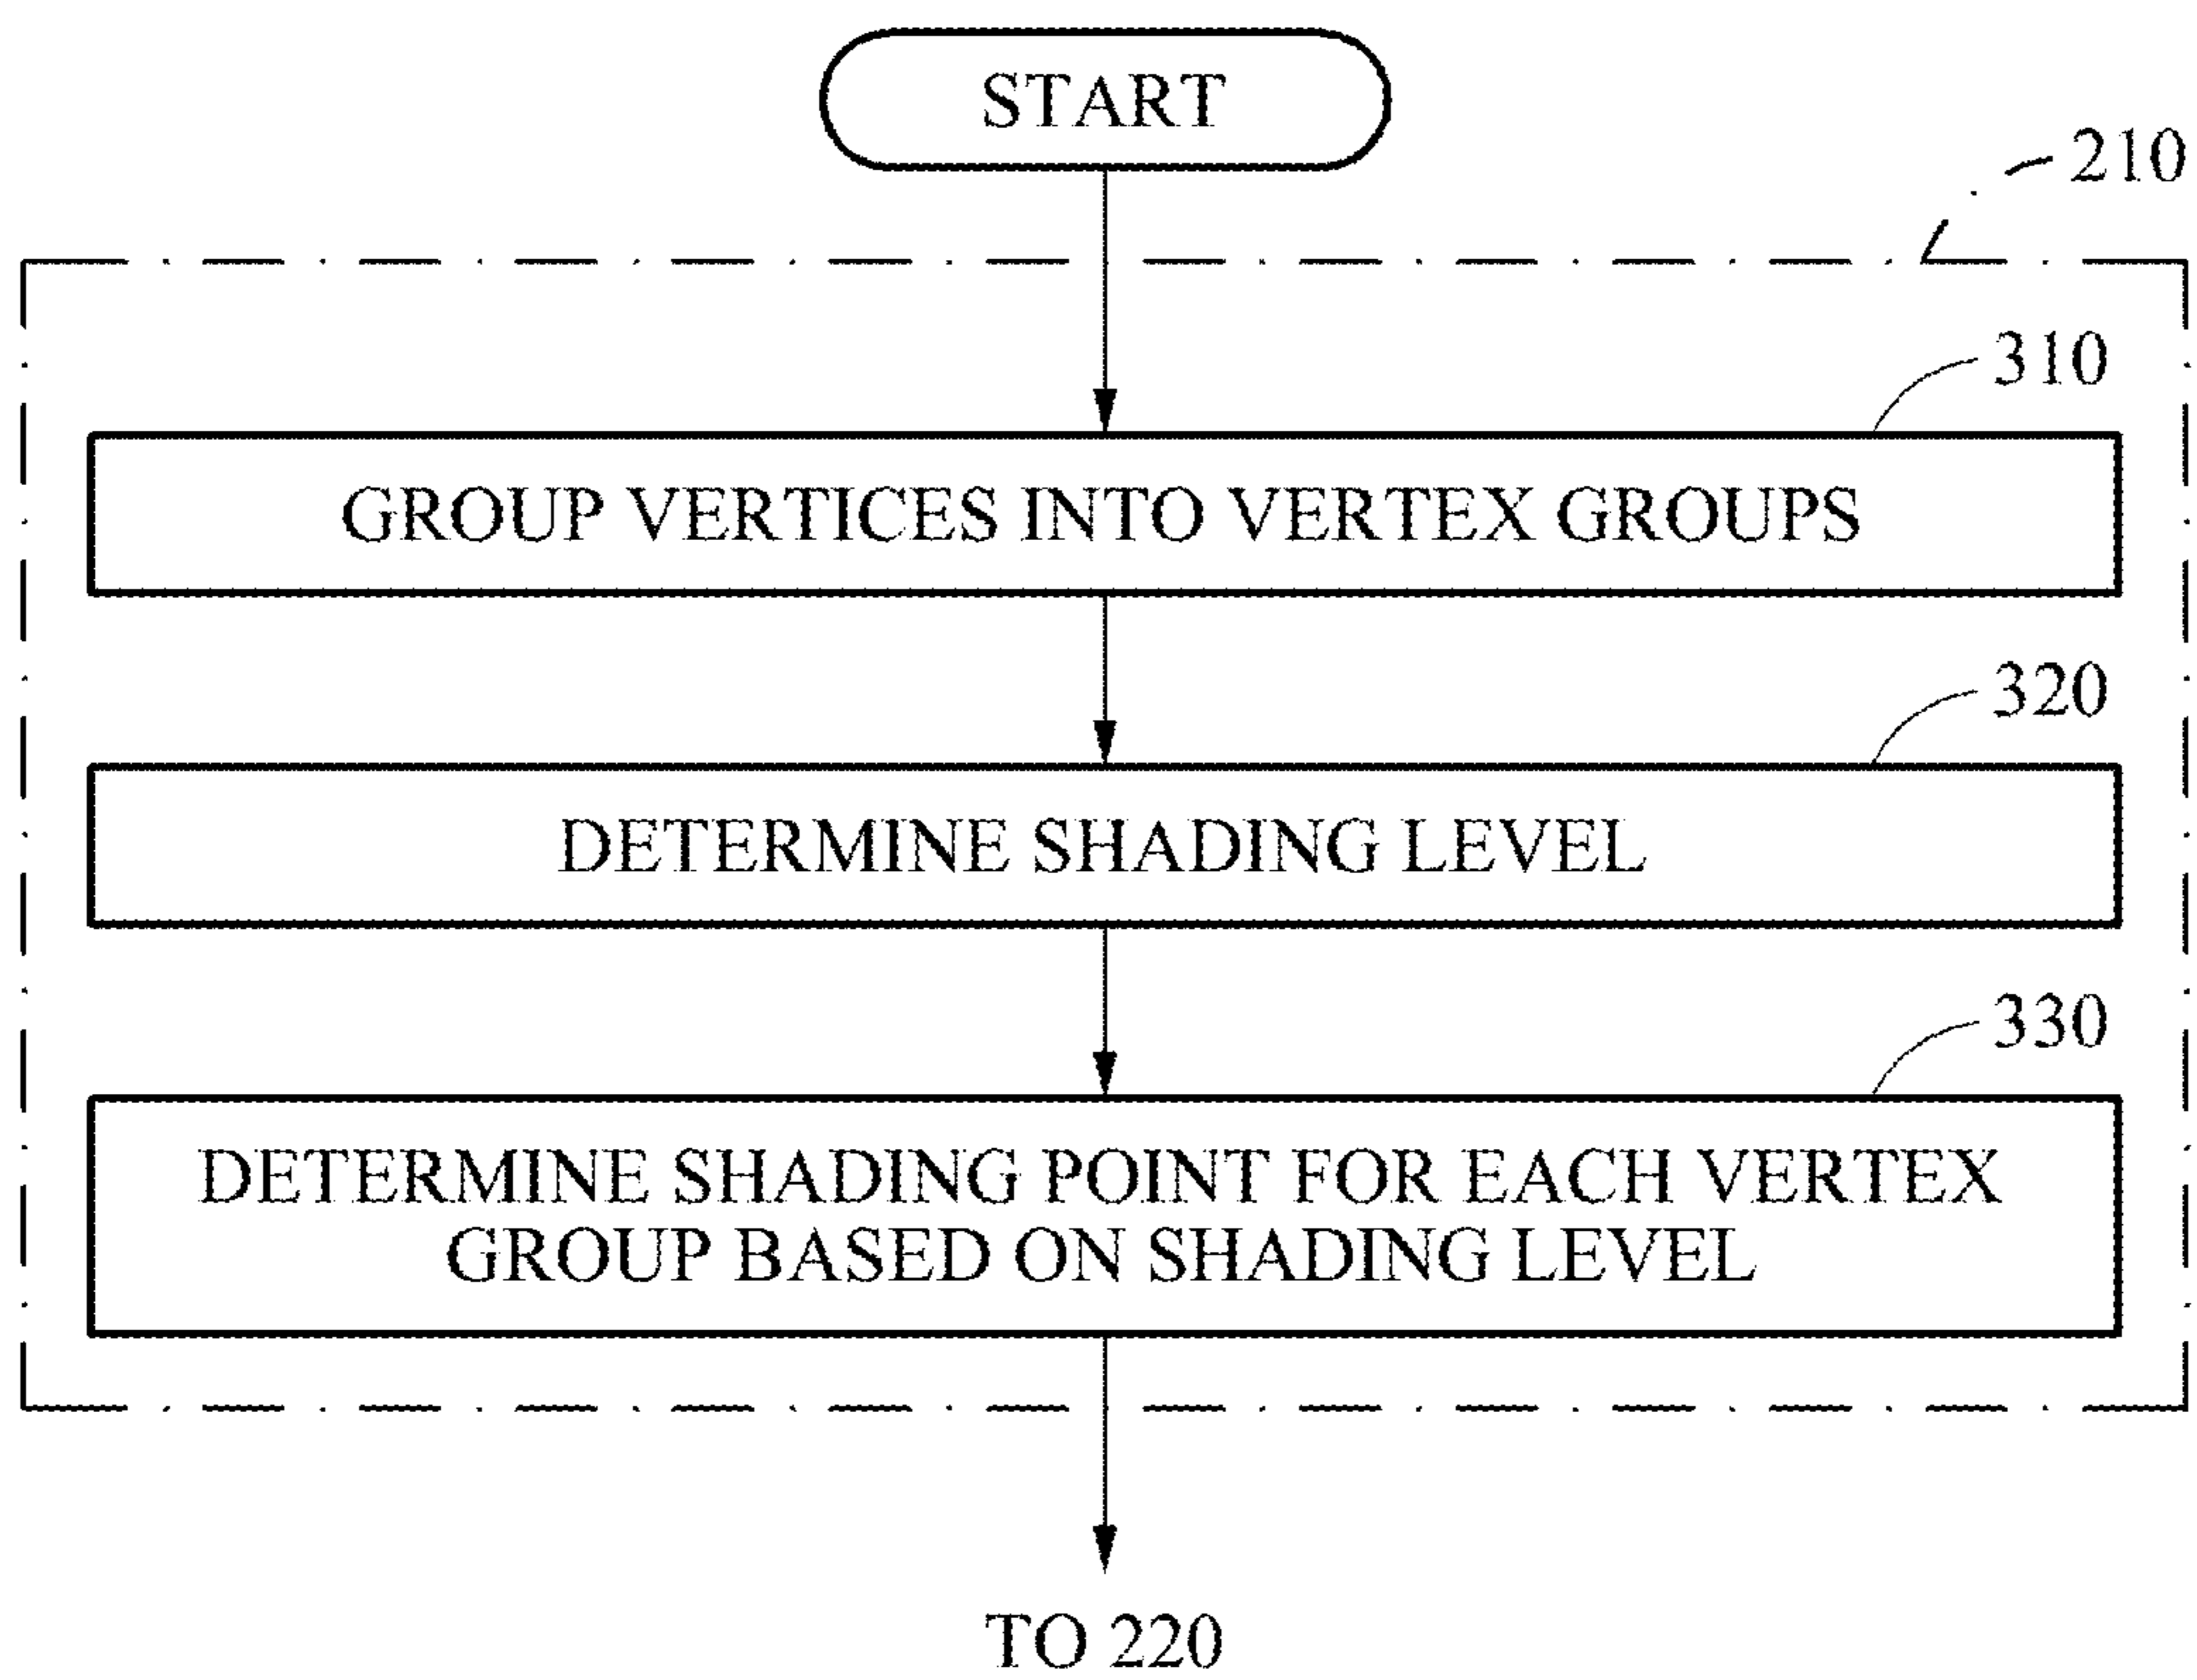 START
210
310
GROUP VERTICES INTO VERTEX GROUPS
320
DETERMINE SHADING LEVEL
330
DETERMINE SHADING POINT FOR EACH VERTEX
GROUP BASED ON SHADING LEVEL
TO 220